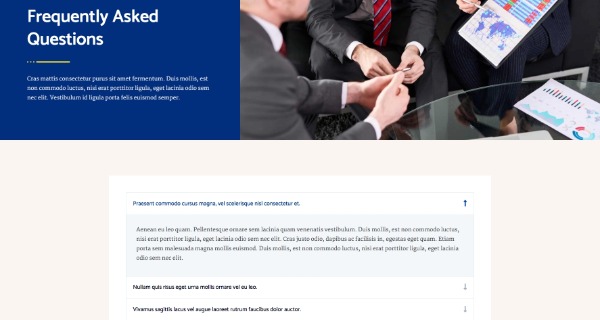 Frequently Asked
Questions
Cras mattis consectetur purus sit amet fermentum. Duis mollis, est
non commodo luctus, nisi erat porttitor ligula, eget lacinia odio sem
nec elit. Vestibulum id ligula porta felis euismod semper.
Praesent commodo cursus magna, vel scelerisque nisl consectetur et.
Aenean eu leo quam. Pellentesque ornare sem lacinia quam venenatis vestibulum. Duis mollis, est non commodo luctus,
nisi erat porttitor ligula, eget lacinia odio sem nec elit. Cras justo odio, dapibus ac facilisis in, egestas eget quam. Etiam
porta sem malesuada magna mollis euismod. Duis mollis, est non commodo luctus, nisi erat porttitor ligula, eget lacinia
odio sem nec elit.
Nullam quis risus eget urna mollis ornare vel eu leo.
Vivamus sagittis lacus vel augue laoreet rutrum faucibus dolor auctor.